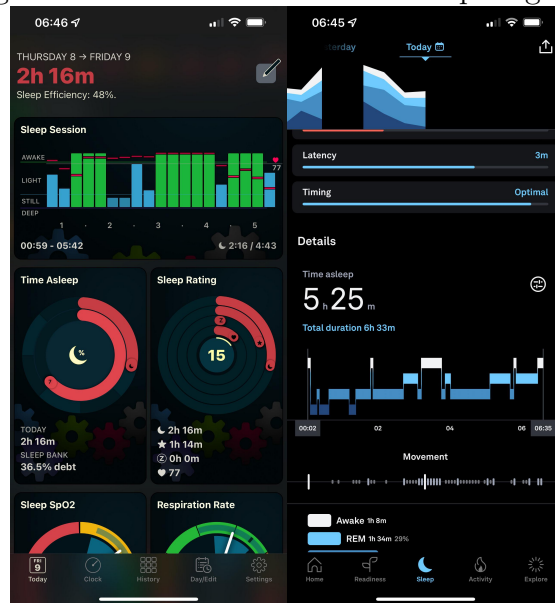 06:46
THURSDAY 8 → FRIDAY 9
2h 16m
Sleep Efficiency: 48%.
Sleep Session
AWAKE
LIGHT
STILL
DEEP
77
1 · 2 · 3 · 4 · 5
00:59 - 05:42
2:16 / 4:43
Time Asleep
%
7
TODAY
2h 16m
SLEEP BANK
36.5% debt
Sleep Rating
Z
15
2h 16m
1h 14m
Z 0h 0m
77
Sleep SpO2
Respiration Rate
FRI
9
Today
Clock
History
Day/Edit
Settings
06:45
Today
Latency
3m
Timing
Optimal
Details
Time asleep
5 h 25 m
Total duration 6h 33m
00:02
02
04
06
06:35
Movement
Awake 1h 8m
REM 1h 34m 29%
Home
Readiness
Sleep
Activity
Explore